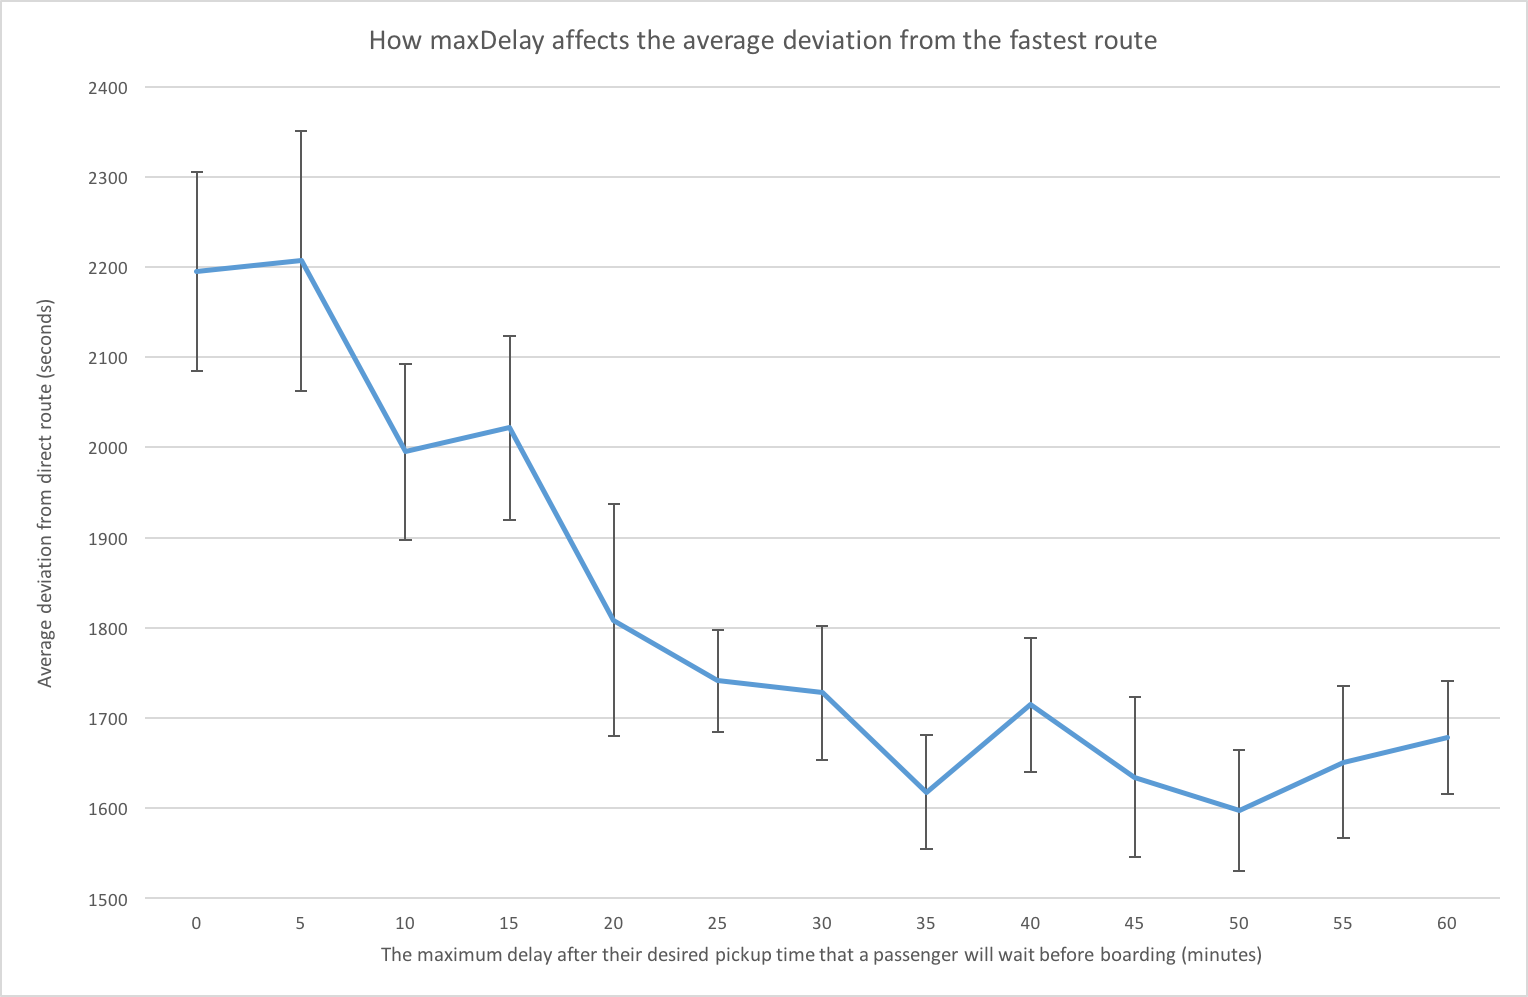 How maxDelay affects the average deviation from the fastest route
2400
2300
2200
2100
2000
1900
1800
1700
1600
1500
Average deviation from direct route (seconds)
0 5 10 15 20 25 30 35 40 45 50 55 60
The maximum delay after their desired pickup time that a passenger will wait before boarding (minutes)